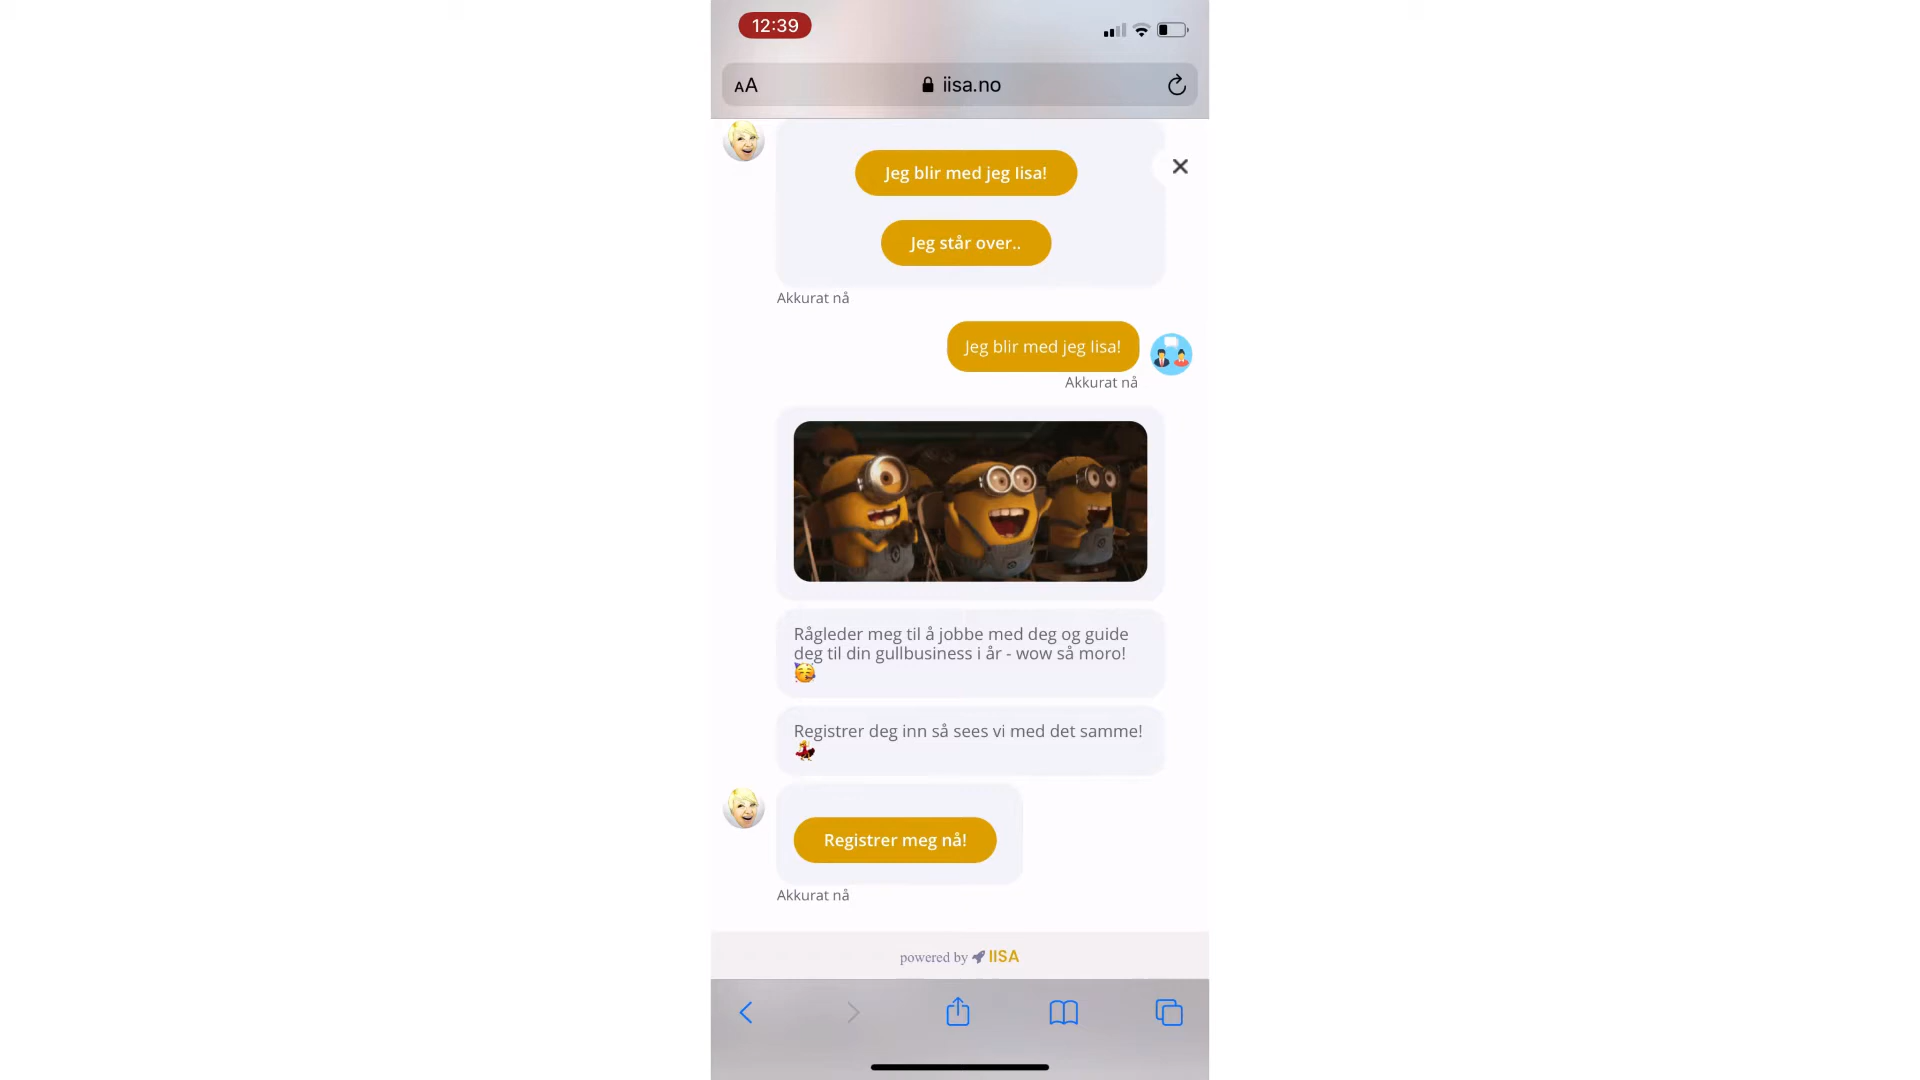 12:39
AA
iisa.no
Jeg blir med jeg Iisa!
Jeg står over..
Akkurat nå
Jeg blir med jeg Iisa!
Akkurat nå
Rågleder meg til å jobbe med deg og guide
deg til din gullbusiness i år - wow så moro!
Registrer deg inn så sees vi med det samme!
Registrer meg nå!
Akkurat nå
powered by IISA